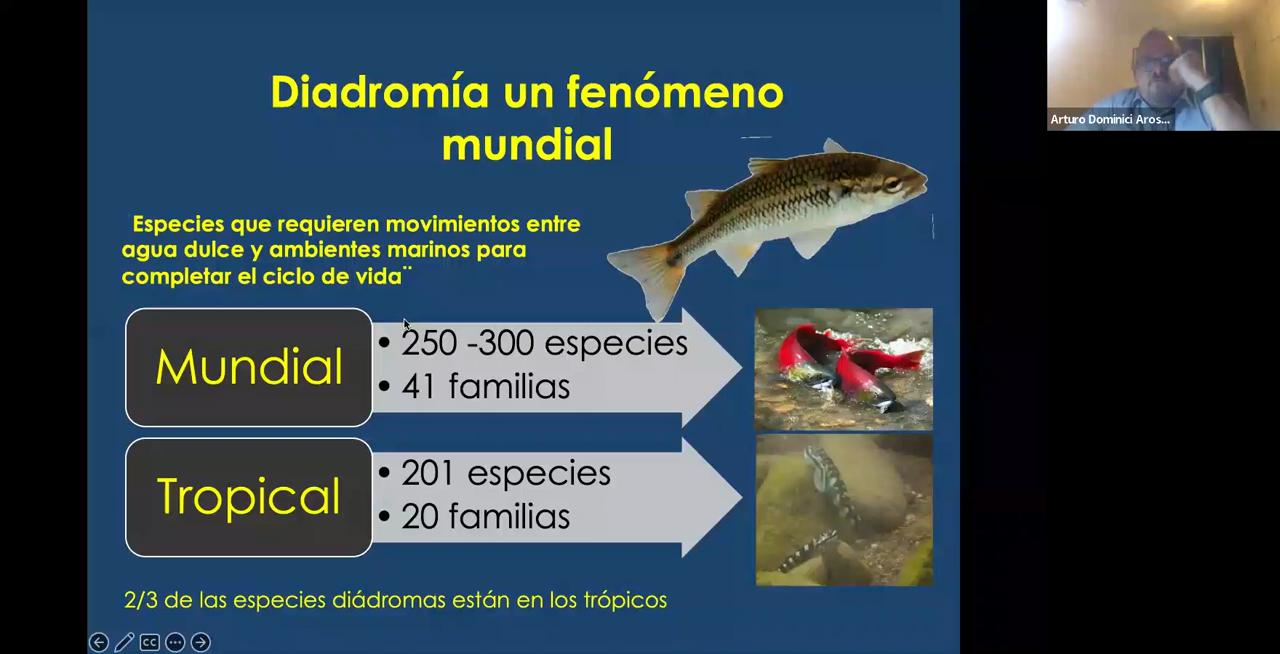 Diadromía un fenómeno
mundial
Especies que requieren movimientos entre
agua dulce y ambientes marinos para
completar el ciclo de vida¨
Mundial
• 250 -300 especies
• 41 familias
Tropical
• 201 especies
• 20 familias
2/3 de las especies diádromas están en los trópicos
CC
Arturo Dominici Aros...